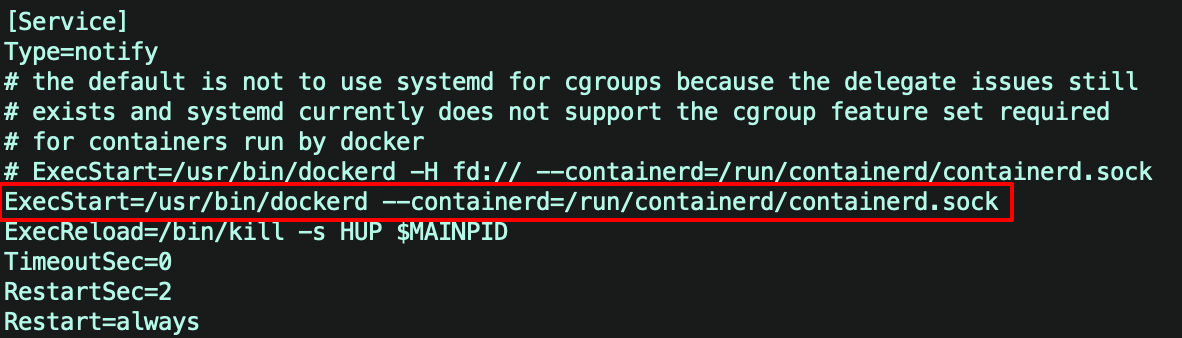 [Service]
Type=notify
# the default is not to use systemd for cgroups because the delegate issues still
# exists and systemd currently does not support the cgroup feature set required
# for containers run by docker
# ExecStart=/usr/bin/dockerd -H fd:// --containerd=/run/containerd/containerd.sock
ExecStart=/usr/bin/dockerd --containerd=/run/containerd/containerd.sock
ExecReload=/bin/kill -s HUP $MAINPID
TimeoutSec=0
RestartSec=2
Restart=always